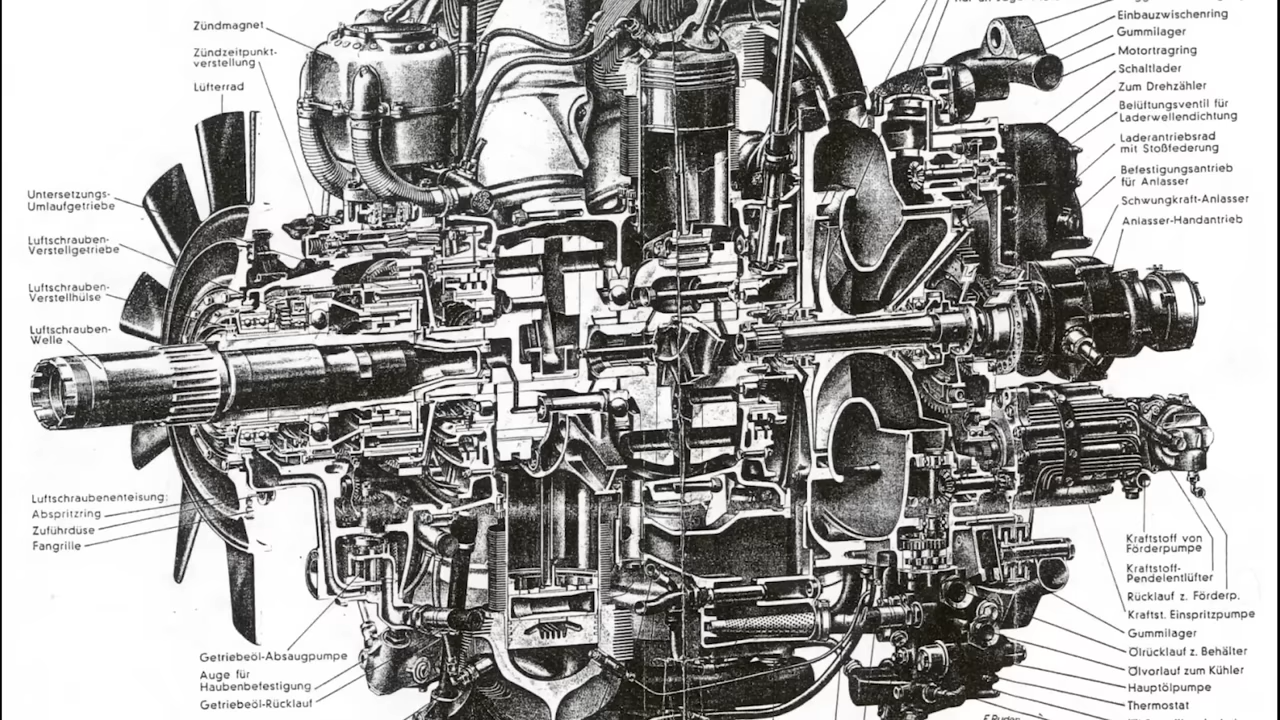 Zündmagnet
Zündzeitpunkt-
verstellung
Lüfterrad
Untersetzungs-
Umlaufgetriebe
Luftschrauben-
Verstellgetriebe
Luftschrauben-
Verstellhülse
Luftschrauben-
Welle
Luftschraubenenteisung:
Abspritzring
Zuführdüse
Fangrille
Getriebeöl-Absaugpumpe
Auge für
Haubenbefestigung
Getriebeöl-Rücklauf
Einbauzwischenring
Gummilager
Motortragring
Schaltlader
Zum Drehzähler
Belüftungsventil für
Laderwellendichtung
Laderantriebsrad
mit Stoßfederung
Befestigungsantrieb
für Anlasser
Schwungkraft-Anlasser
Anlasser-Handantrieb
Kraftstoff von
Förderpumpe
Kraftstoff-
Pendelentlüfter
Rücklauf z. Förderp.
Kraftst. Einspritzpumpe
Gummilager
Ölrücklauf z. Behälter
Ölvorlauf zum Kühler
Hauptölpumpe
Thermostat